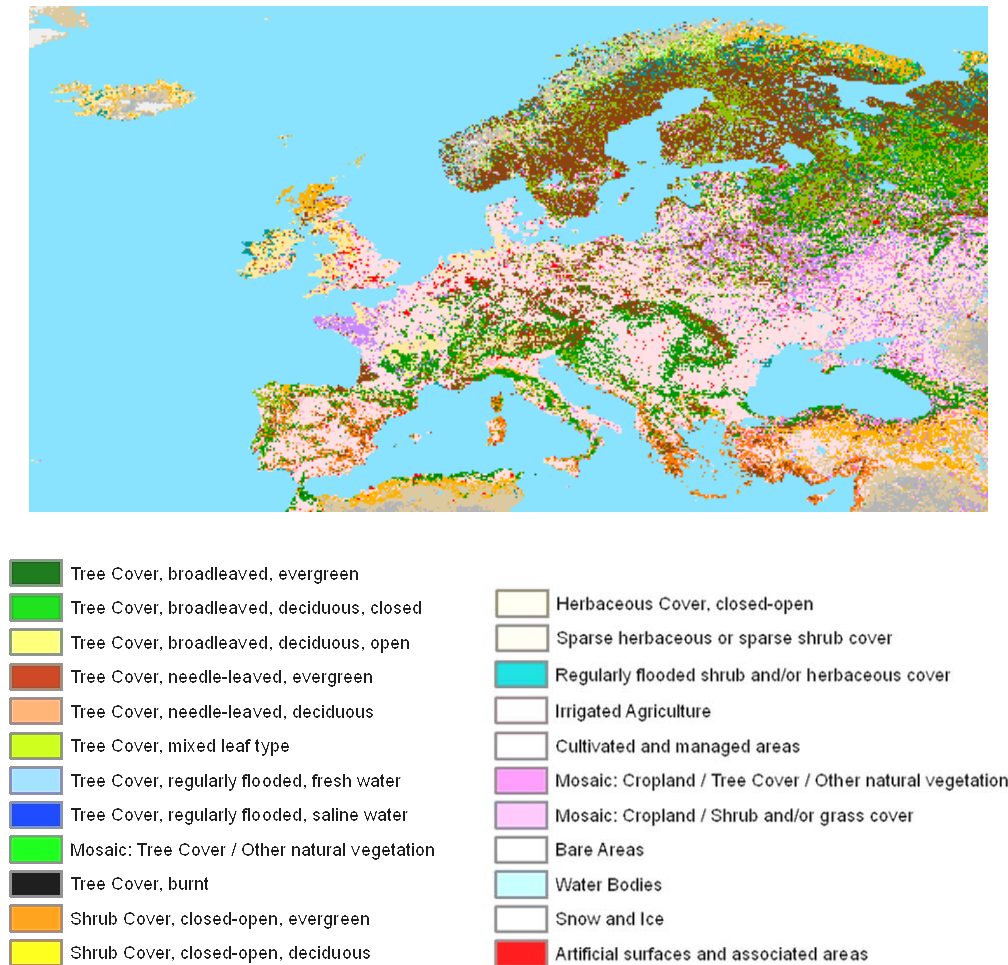 Tree Cover, broadleaved, evergreen
Tree Cover, broadleaved, deciduous, closed
Tree Cover, broadleaved, deciduous, open
Tree Cover, needle-leaved, evergreen
Tree Cover, needle-leaved, deciduous
Tree Cover, mixed leaf type
Tree Cover, regularly flooded, fresh water
Tree Cover, regularly flooded, saline water
Mosaic: Tree Cover / Other natural vegetation
Tree Cover, burnt
Shrub Cover, closed-open, evergreen
Shrub Cover, closed-open, deciduous
Herbaceous Cover, closed-open
Sparse herbaceous or sparse shrub cover
Regularly flooded shrub and/or herbaceous cover
Irrigated Agriculture
Cultivated and managed areas
Mosaic: Cropland / Tree Cover / Other natural vegetation
Mosaic: Cropland / Shrub and/or grass cover
Bare Areas
Water Bodies
Snow and Ice
Artificial surfaces and associated areas